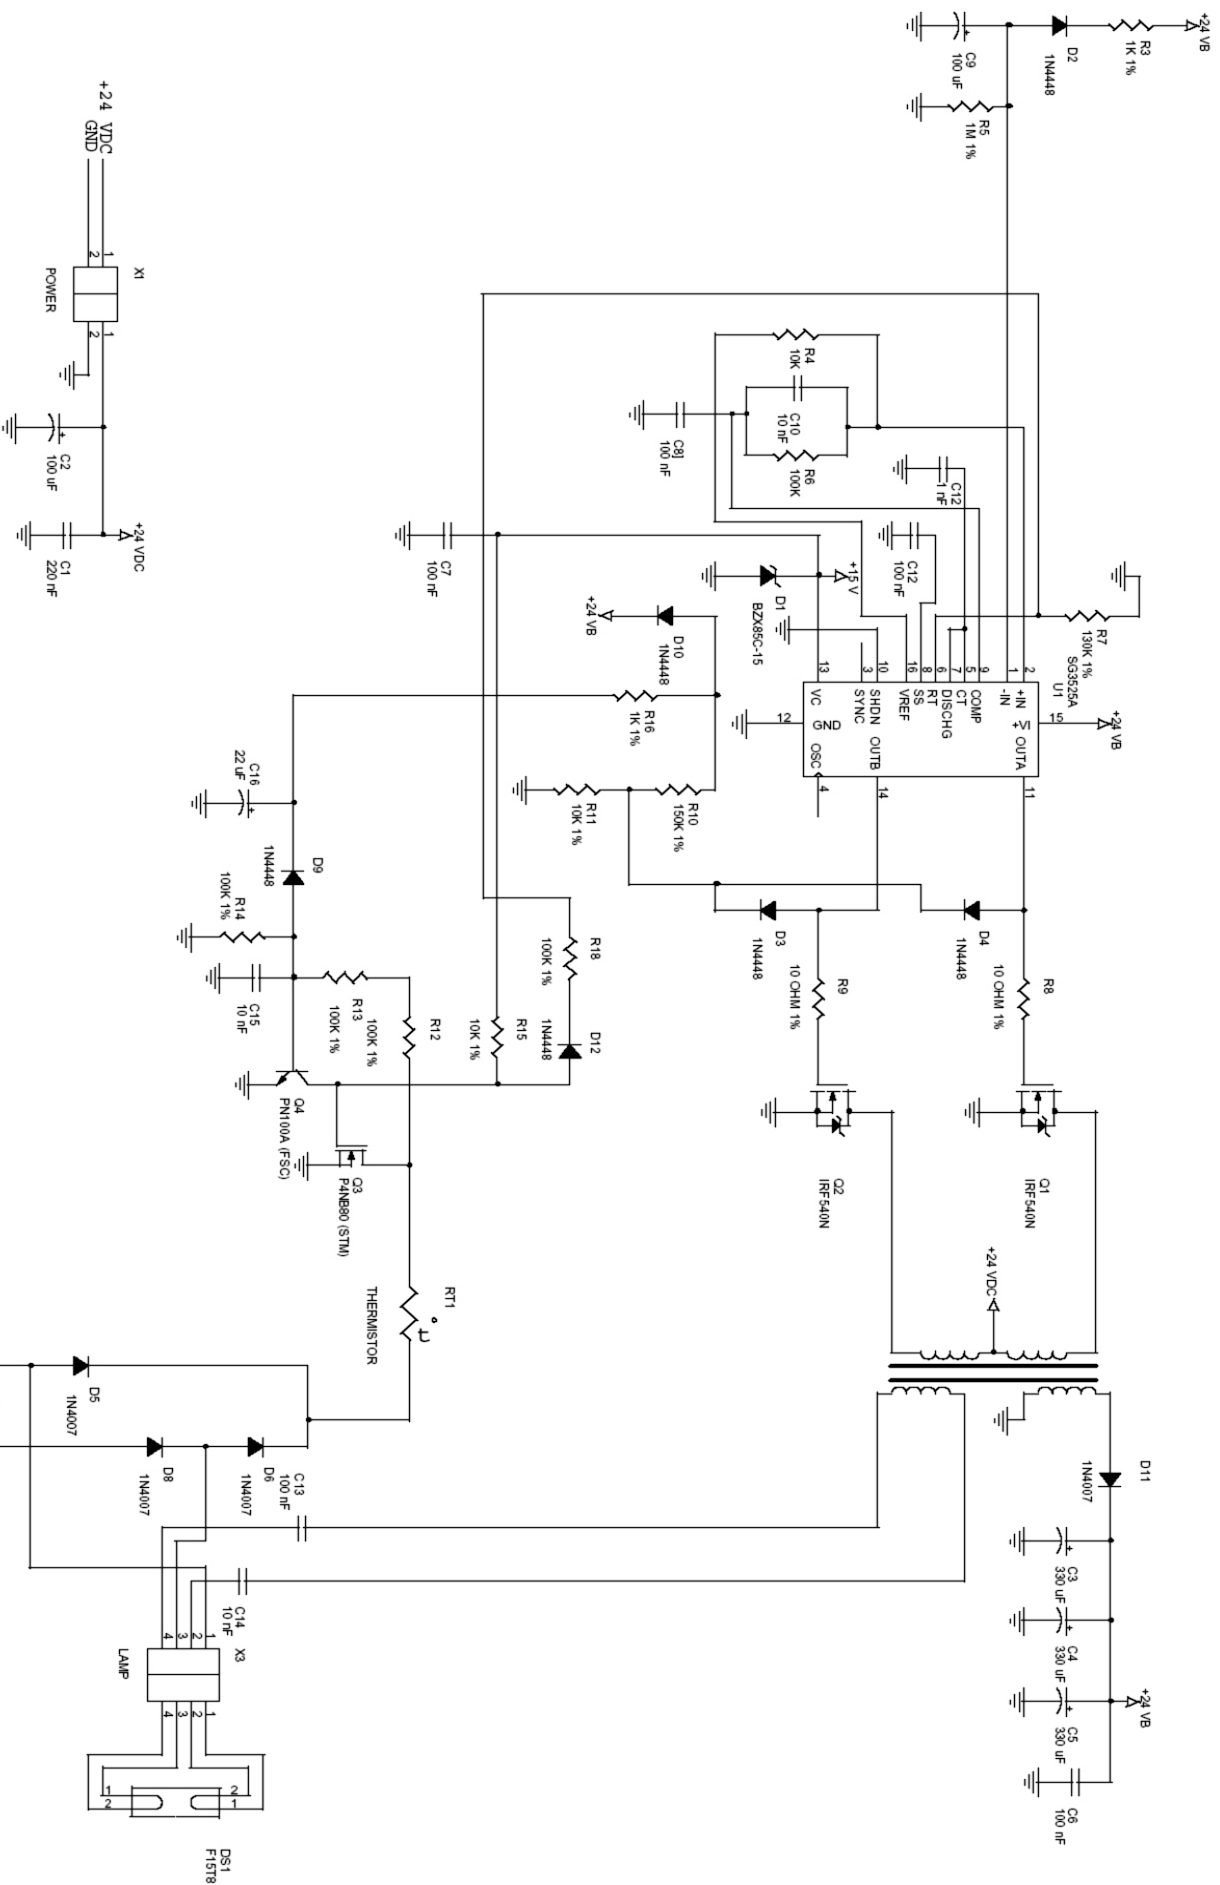 +24 VB
R3
1K 1%
D2
1N4448
C9
100 uF
R5
1M 1%
+24 VDC
GND
1
2
X1
POWER
1
2
C2
100 uF
C1
220 nF
+24 VDC
R4
10K
C10
10 nF
R6
100K
C8]
100 nF
C12
1 nF
C12
100 nF
C7
100 nF
+15 V
D1
BZX85C-15
R7
130K 1%
SG3525A
U1
+24 VB
15
2
1
9
5
7
6
8
16
10
3
13
12
11
14
4
+IN
-IN
COMP
CT
DISCHG
RT
SS
VREF
SHDN
SYNC
VC
+VI
GND
OUTA
OUTB
OSC
+24 VB
D10
1N4448
R16
1K 1%
R10
150K 1%
R11
10K 1%
C16
22 uF
D9
1N4448
R14
100K 1%
C15
10 nF
R13
100K 1%
R12
100K 1%
R18
100K 1%
D12
1N4448
R15
10K 1%
D3
1N4448
D4
1N4448
R9
10 OHM 1%
R8
10 OHM 1%
Q4
PN100A (FSC)
Q3
P4NB80 (STM)
Q2
IRF540N
Q1
IRF540N
+24 VDC
RT1
t
THERMISTOR
D5
1N4007
D8
1N4007
D6
1N4007
C13
100 nF
C14
10 nF
D11
1N4007
C3
330 uF
C4
330 uF
C5
330 uF
+24 VB
C6
100 nF
X3
LAMP
1
2
3
4
1
2
3
4
2
1
1
2
DS1
F15T8